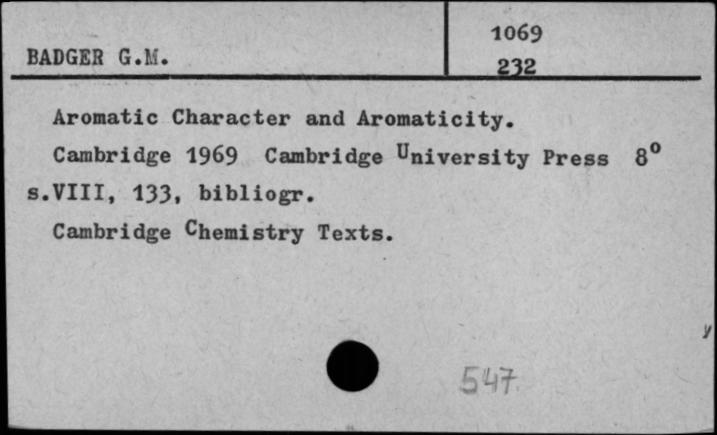 1069
BADGER G.M.
232
Aromatic Character and Aromaticity.
Cambridge 1969 Cambridge University Press 8°
s.VIII, 133, bibliogr.
Cambridge Chemistry Texts.
547